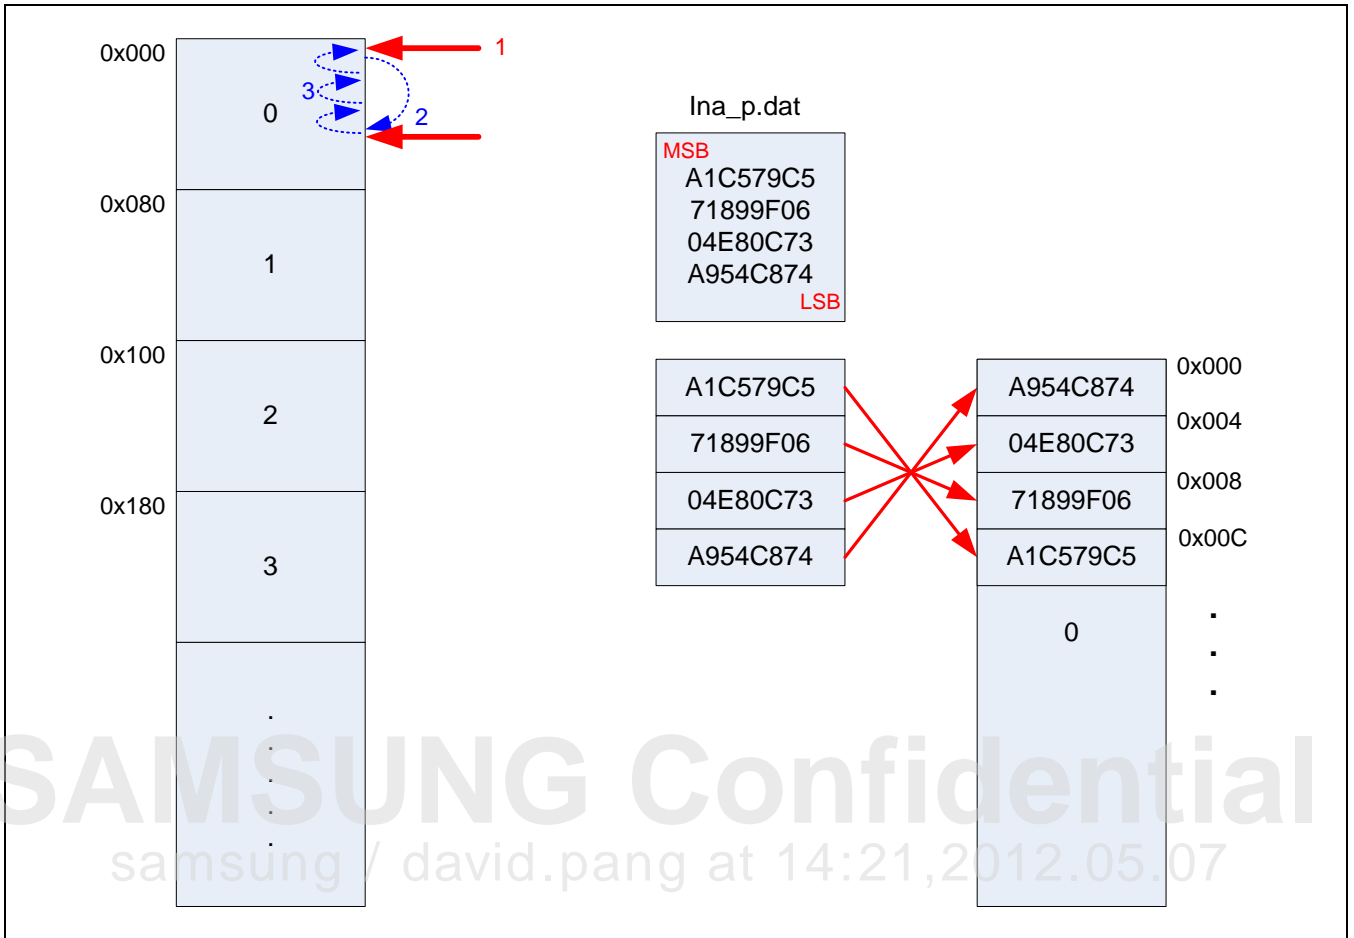 0x000
0
1
3
2
0x080
1
0x100
2
0x180
3
.
.
.
.
.
Ina_p.dat
MSB
A1C579C5
71899F06
04E80C73
A954C874
LSB
A1C579C5
71899F06
04E80C73
A954C874
A954C874
04E80C73
71899F06
A1C579C5
0
0x000
0x004
0x008
0x00C
.
.
.
SAMSUNG Confidential
samsung / david.pang at 14:21,2012.05.07